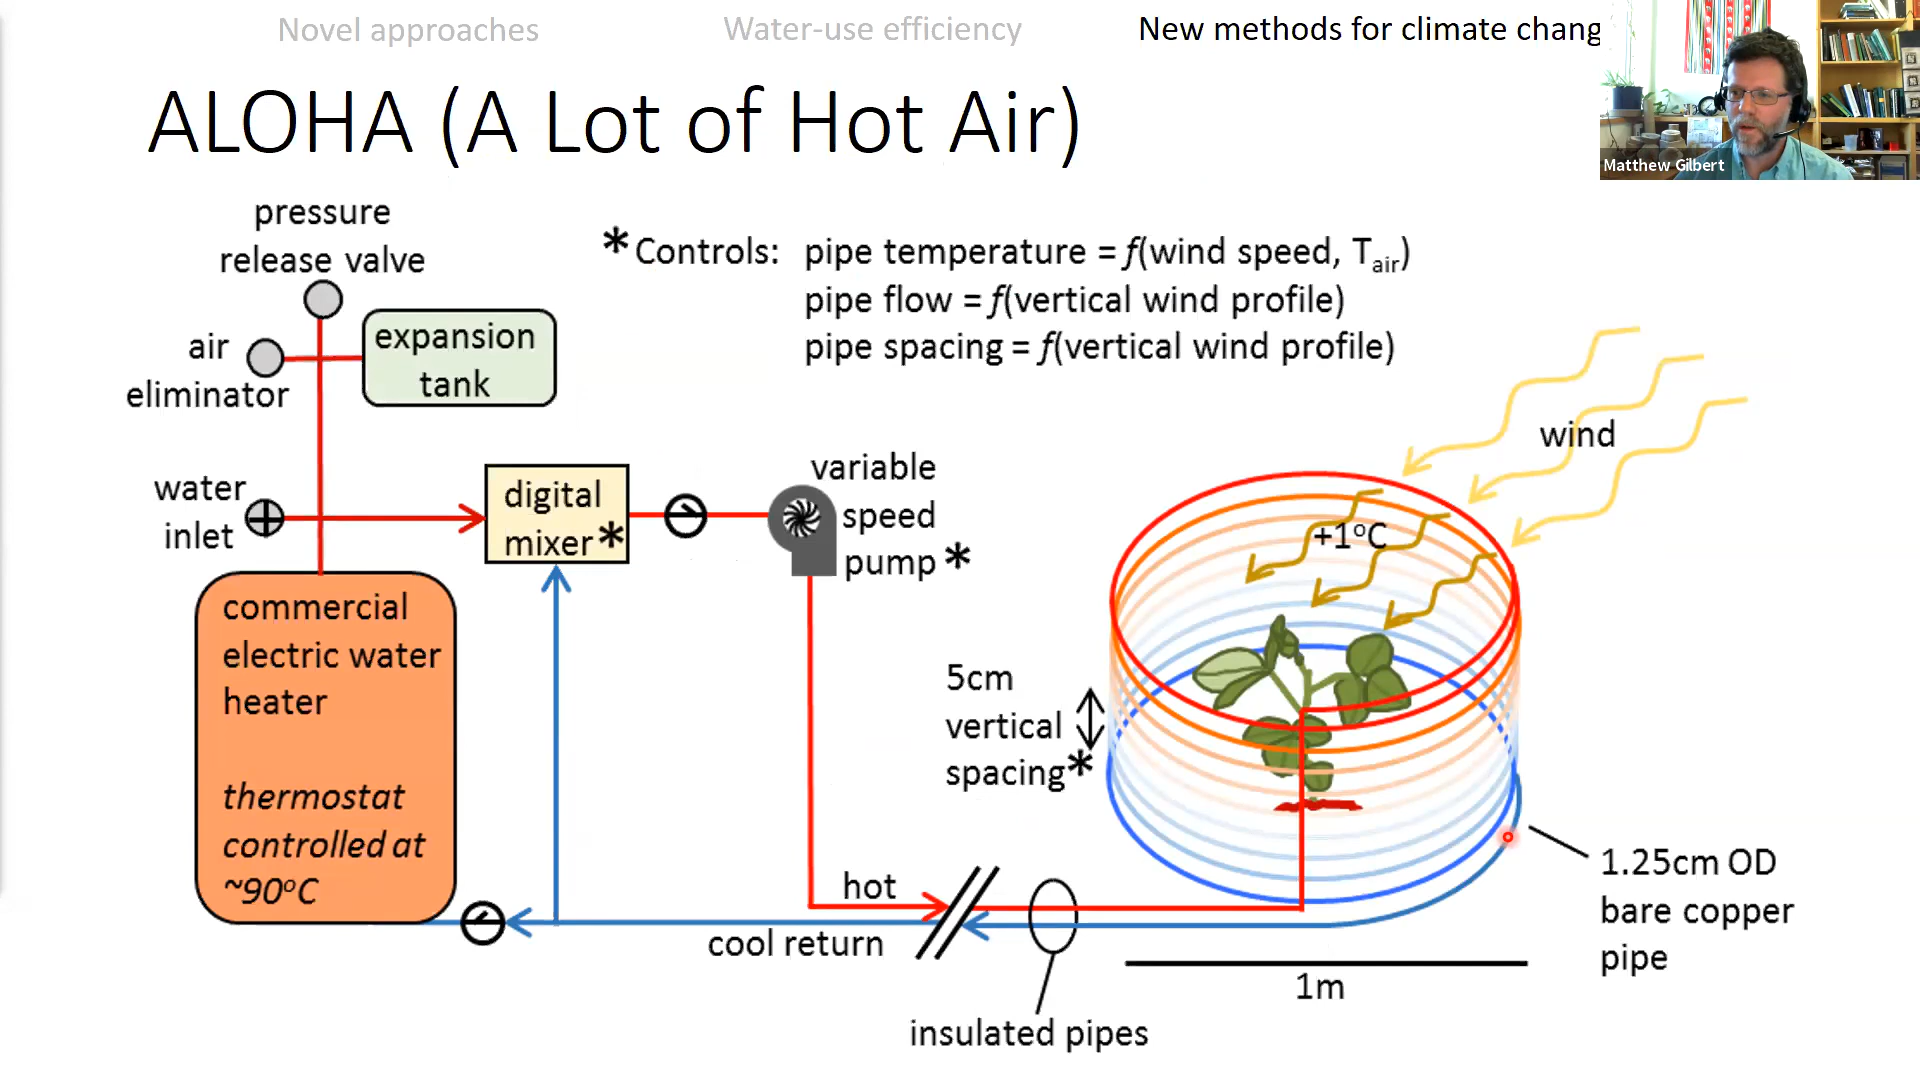 Novel approaches
Water-use efficiency
New methods for climate chang
Matthew Gilbert
ALOHA (A Lot of Hot Air)
pressure
release valve
air
eliminator
expansion
tank
water
inlet
digital
mixer*
variable
speed
pump*
*Controls: pipe temperature = f(wind speed, Tair)
pipe flow = f(vertical wind profile)
pipe spacing = f(vertical wind profile)
wind
+1°C
commercial
electric water
heater
thermostat
controlled at
~90°C
5cm
vertical
spacing*
hot
cool return
insulated pipes
1m
1.25cm OD
bare copper
pipe